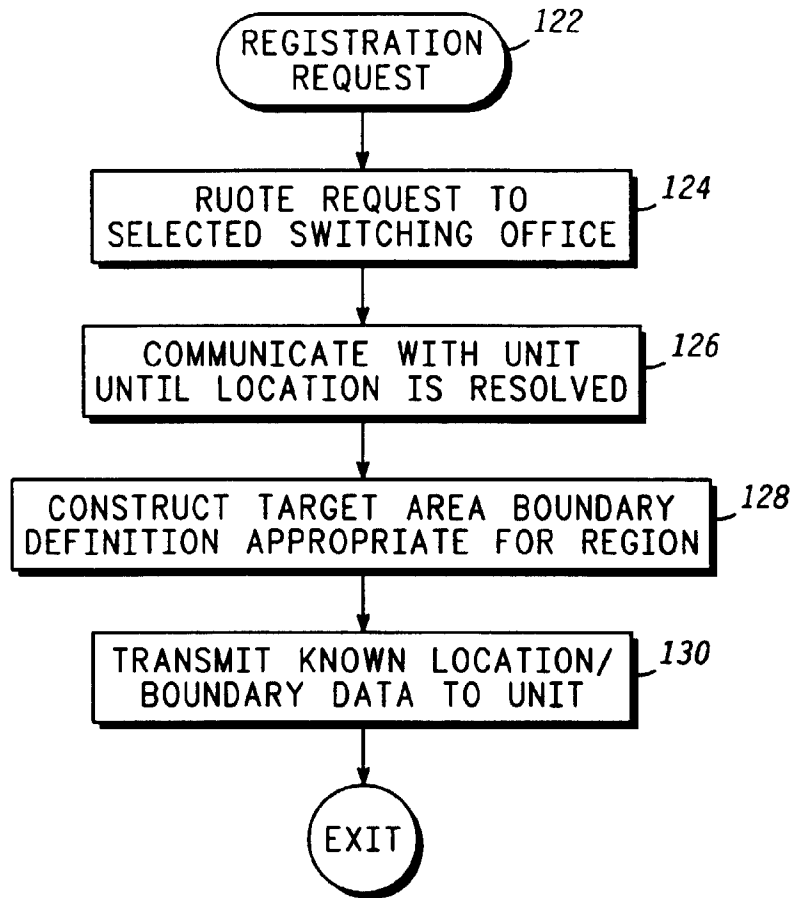 REGISTRATION
REQUEST
122
RUOTE REQUEST TO
SELECTED SWITCHING OFFICE
124
COMMUNICATE WITH UNIT
UNTIL LOCATION IS RESOLVED
126
CONSTRUCT TARGET AREA BOUNDARY
DEFINITION APPROPRIATE FOR REGION
128
TRANSMIT KNOWN LOCATION/
BOUNDARY DATA TO UNIT
130
EXIT